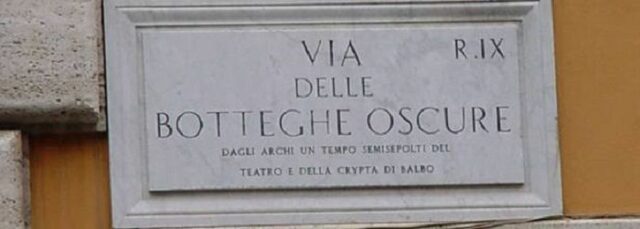 VIA R.IX
DELLE
BOTTEGHE OSCURE
DAGLI ARCHI UN TEMPO SEMISEPOLTI DEL
TEATRO E DELLA CRYPTA DI BALBO